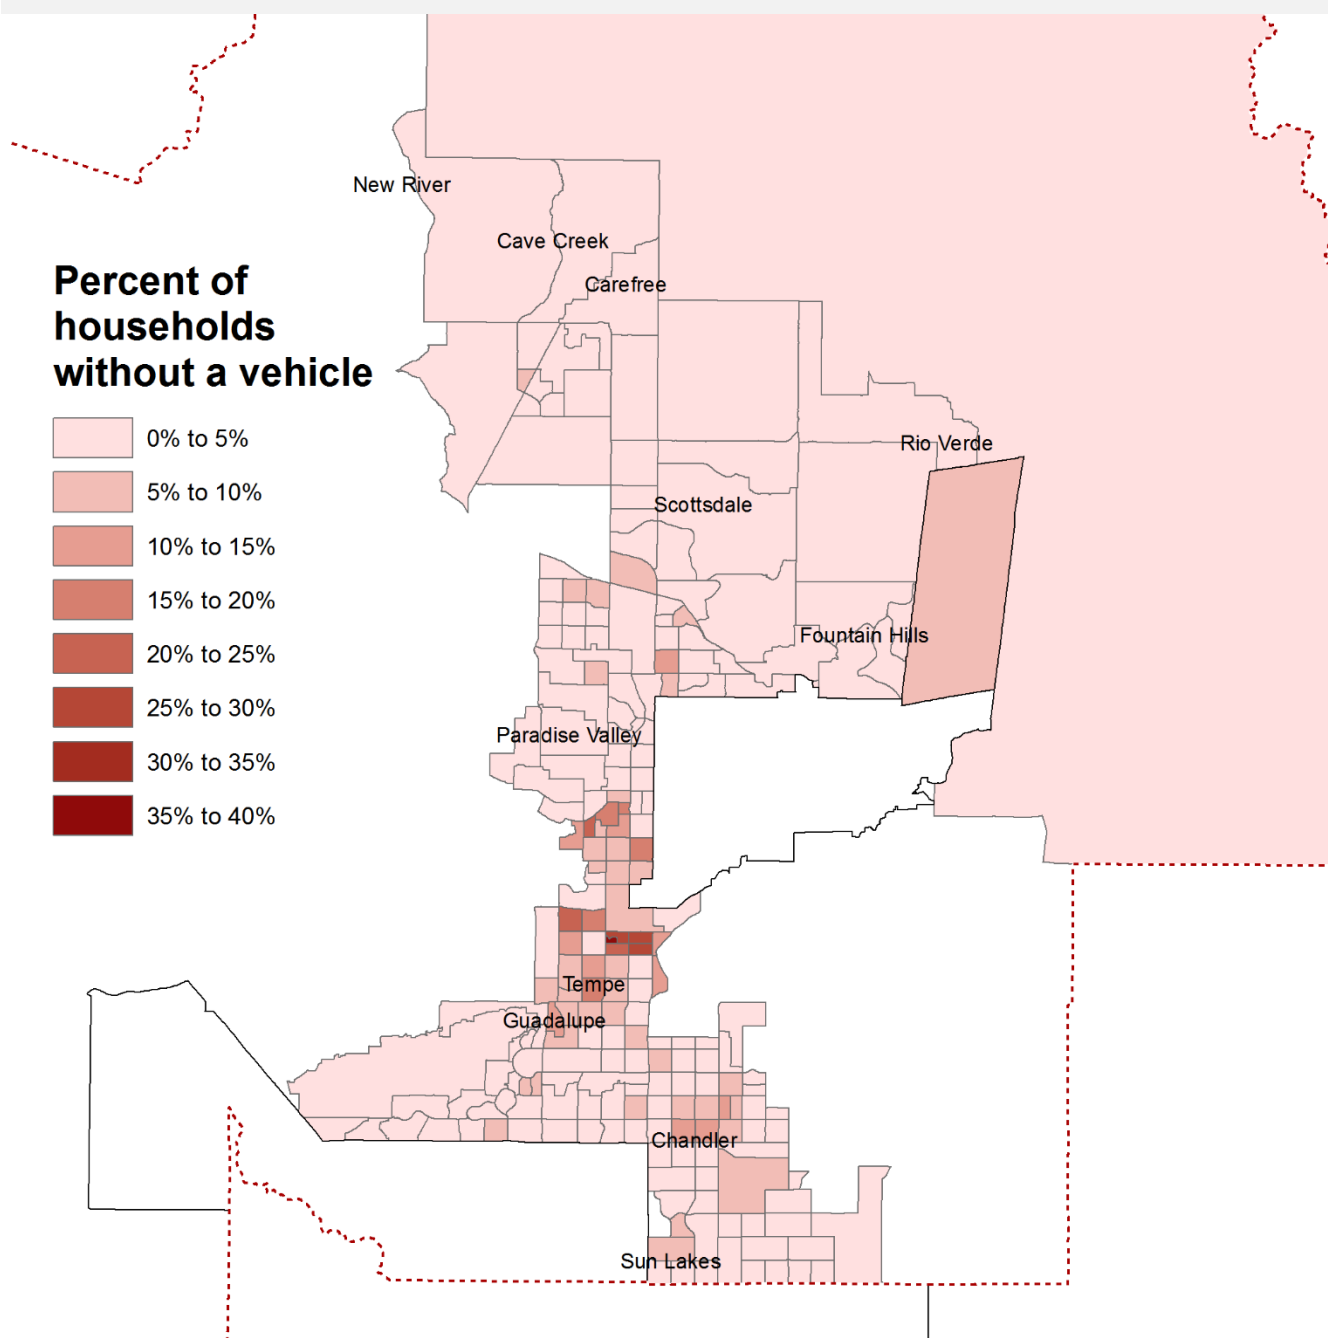 New River
Cave Creek
Carefree
Percent of
households
without a vehicle
0% to 5%
5% to 10%
10% to 15%
15% to 20%
20% to 25%
25% to 30%
30% to 35%
35% to 40%
Rio Verde
Scottsdale
Fountain Hills
Paradise Valley
Tempe
Guadalupe
Chandler
Sun Lakes